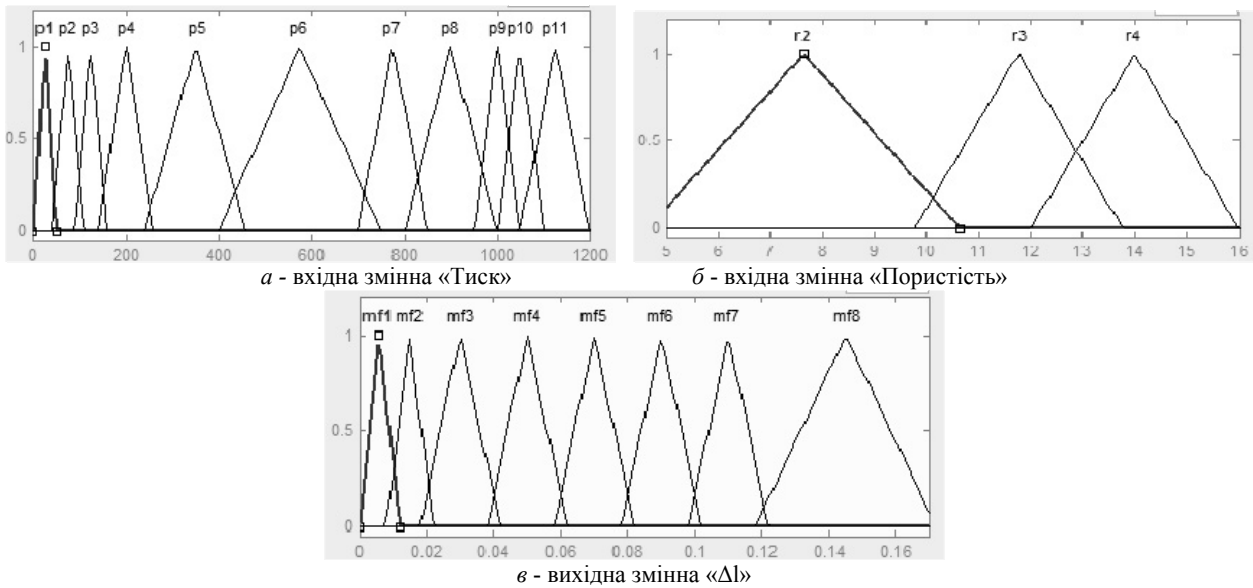 p1 p2 p3 p4 p5 p6 p7 p8 p9 p10 p11
1
0.5
0
0 200 400 600 800 1000 1200
а - вхідна змінна «Тиск»
r2 r3 r4
1
0.5
0
5 6 7 8 9 10 11 12 13 14 15 16
б - вхідна змінна «Пористість»
mf1 mf2 mf3 mf4 mf5 mf6 mf7 mf8
1
0.5
0
0 0.02 0.04 0.06 0.08 0.1 0.12 0.14 0.16
в - вихідна змінна «Δl»